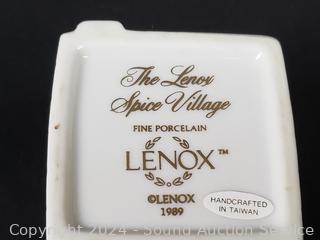 The Lenox
Spice Village
FINE PORCELAIN
LENOX™
©LENOX
1989
HANDCRAFTED
IN TAIWAN
Copyright 2024 - Sound Auction Service